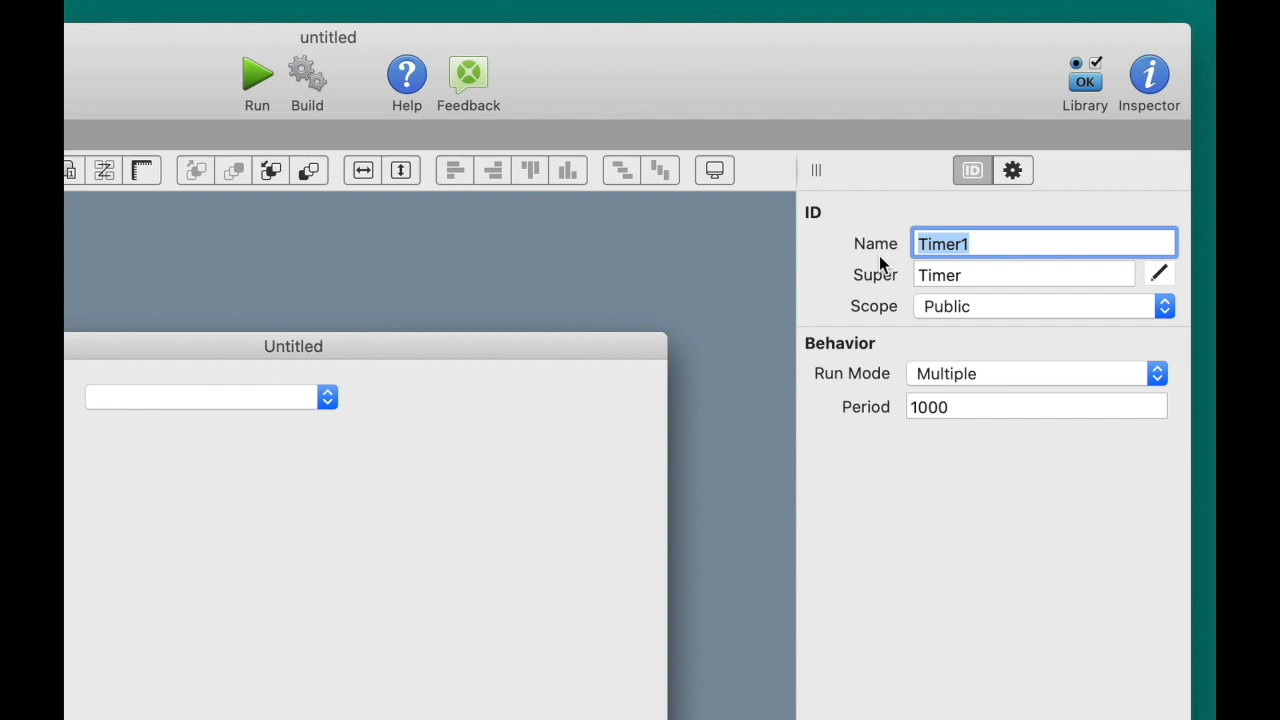 untitled
Run
Build
Help
Feedback
OK
Library
Inspector
ID
ID
Name
Timer1
Super
Timer
Scope
Public
Behavior
Run Mode
Multiple
Period
1000
Untitled